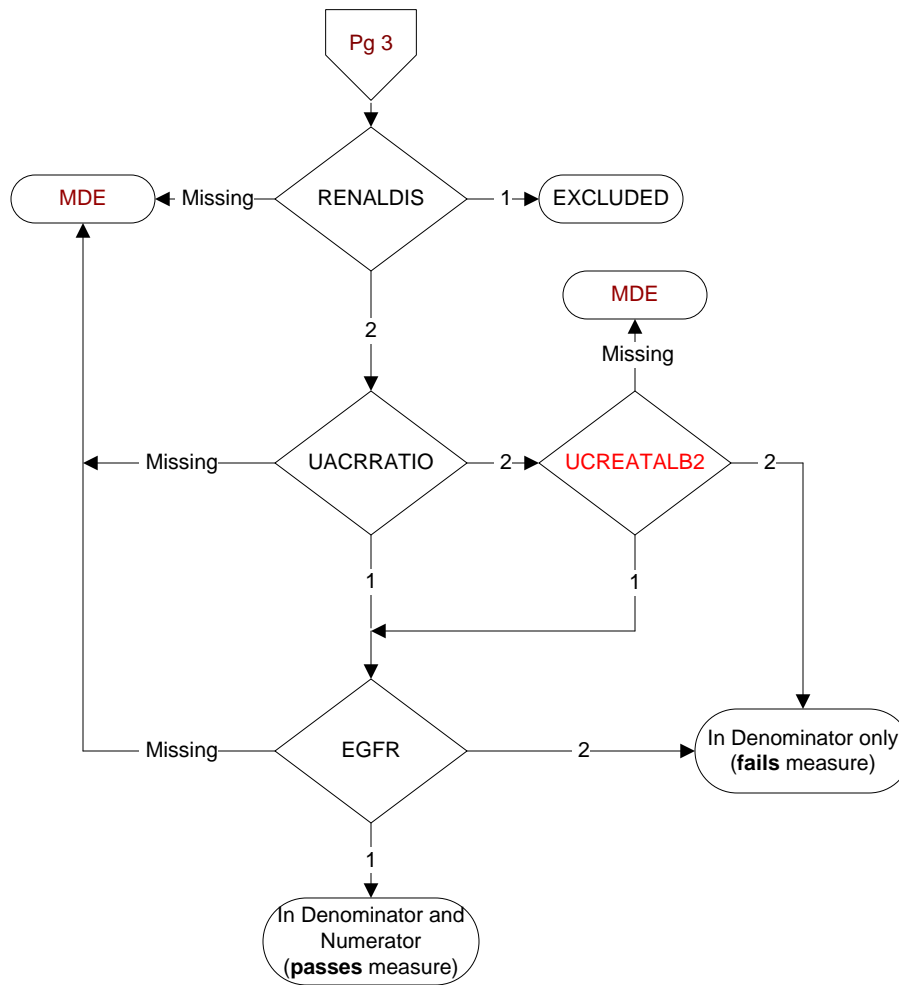 Pg 3
MDE
Missing
RENALDIS
1
EXCLUDED
2
MDE
Missing
Missing
UACRRATIO
2
UCREATALB2
2
1
1
Missing
EGFR
2
In Denominator only
(fails measure)
1
In Denominator and
Numerator
(passes measure)